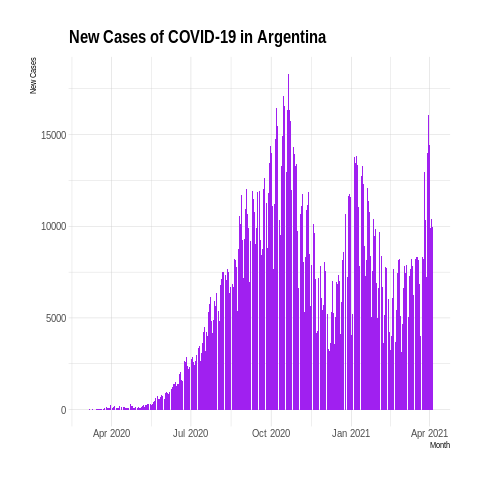 New Cases of COVID-19 in Argentina
New Cases
15000
10000
5000
0
Apr 2020 Jul 2020 Oct 2020 Jan 2021 Apr 2021
Month